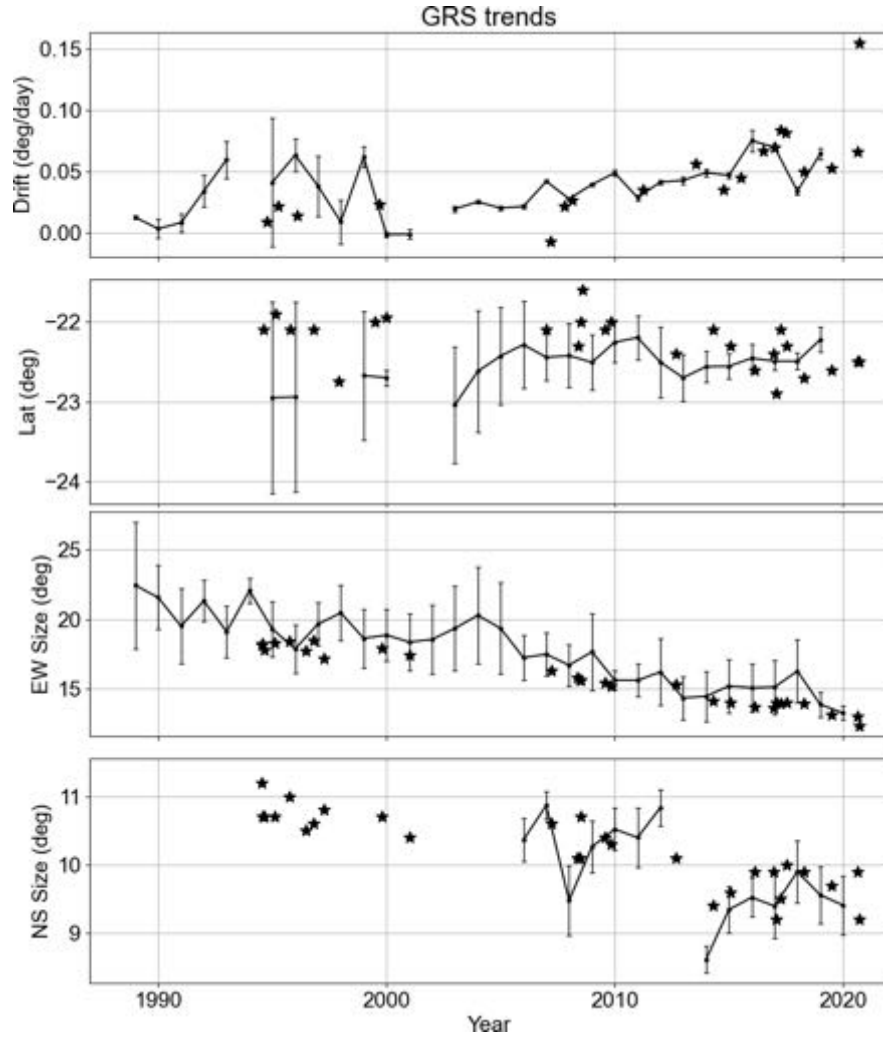 GRS trends
0.15
0.10
0.05
0.00
Drift (deg/day)
−22
−23
−24
Lat (deg)
25
20
15
EW Size (deg)
11
10
9
NS Size (deg)
1990 2000 2010 2020
Year